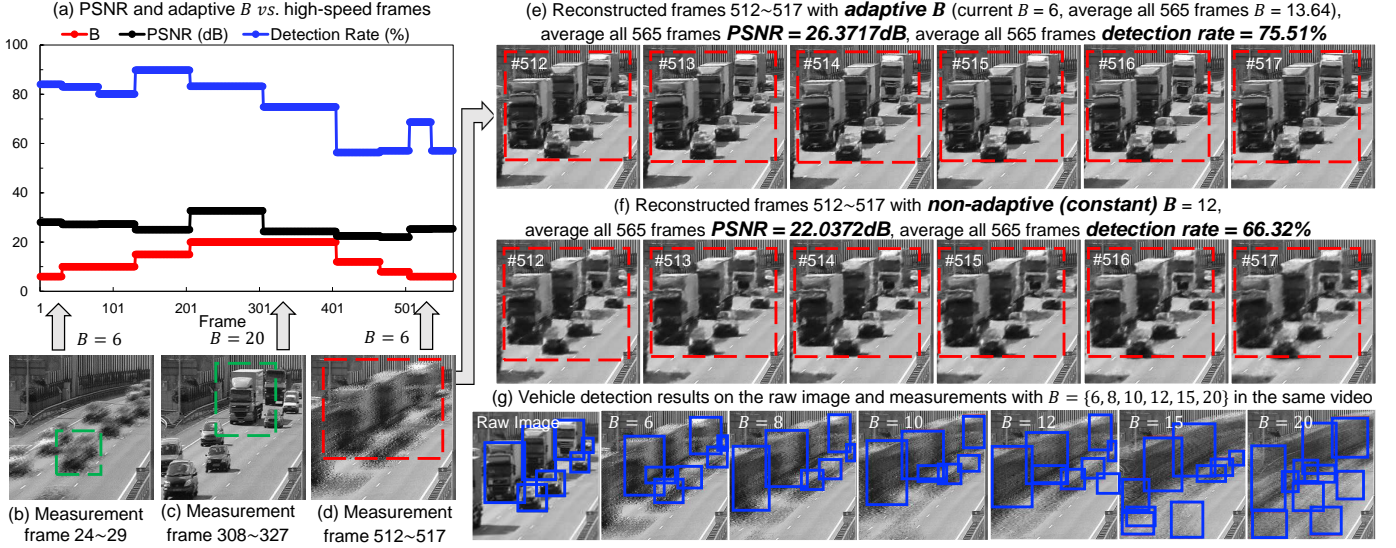 (a) PSNR and adaptive B vs. high-speed frames
B PSNR (dB) Detection Rate (%)
100
80
60
40
20
0
1 101 201 301 401 501
Frame
B = 6 B = 20 B = 6
(b) Measurement
frame 24~29
(c) Measurement
frame 308~327
(d) Measurement
frame 512~517
(e) Reconstructed frames 512~517 with adaptive B (current B = 6, average all 565 frames B = 13.64),
average all 565 frames PSNR = 26.3717dB, average all 565 frames detection rate = 75.51%
#512 #513 #514 #515 #516 #517
(f) Reconstructed frames 512~517 with non-adaptive (constant) B = 12,
average all 565 frames PSNR = 22.0372dB, average all 565 frames detection rate = 66.32%
#512 #513 #514 #515 #516 #517
(g) Vehicle detection results on the raw image and measurements with B = {6, 8, 10, 12, 15, 20} in the same video
Raw Image B = 6 B = 8 B = 10 B = 12 B = 15 B = 20